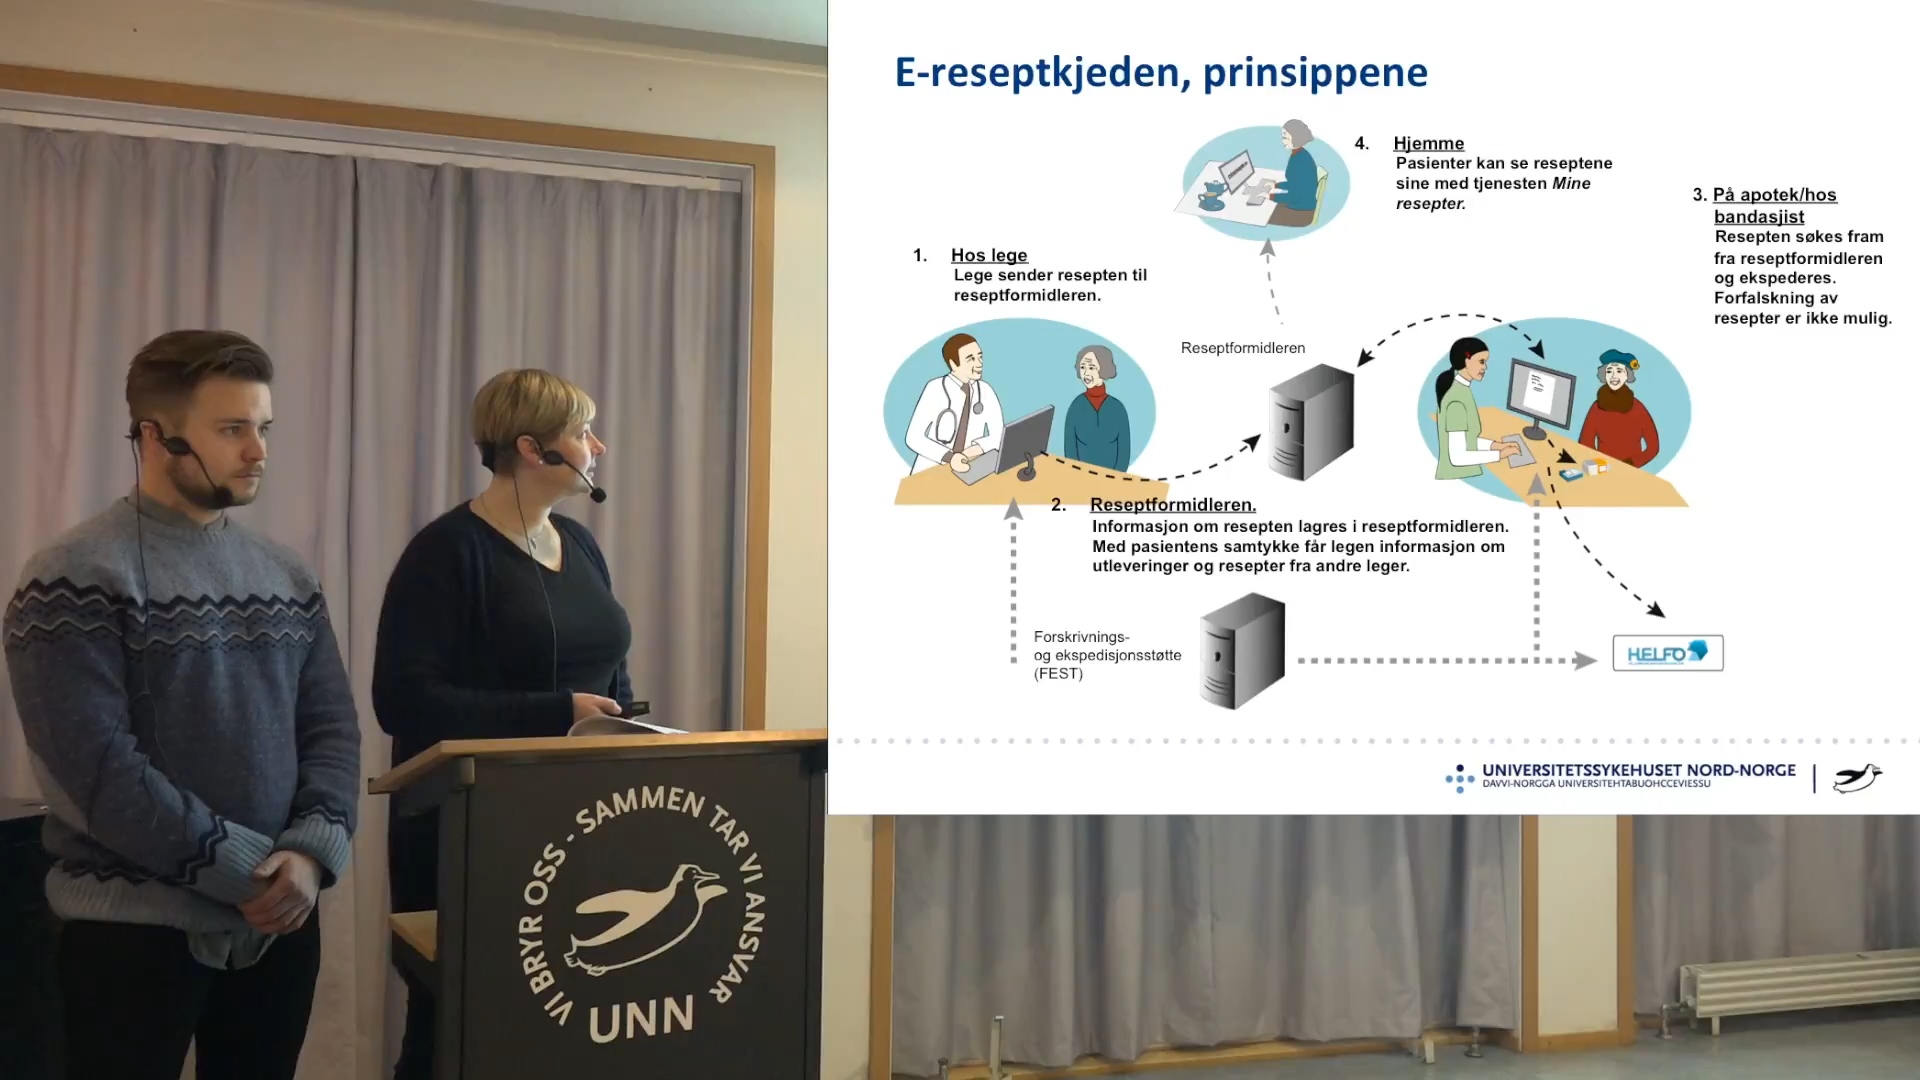 E-reseptkjeden, prinsippene
1. Hos lege
Lege sender resepten til
reseptformidleren.
4. Hjemme
Pasienter kan se reseptene
sine med tjenesten Mine
resepter.
3. På apotek/hos
bandasjist
Resepten søkes fram
fra reseptformidleren
og ekspederes.
Forfalskning av
resepter er ikke mulig.
Reseptformidleren
2. Reseptformidleren.
Informasjon om resepten lagres i reseptformidleren.
Med pasientens samtykke får legen informasjon om
utleveringer og resepter fra andre leger.
Forskrivnings-
og ekspedisjonsstøtte
(FEST)
HELFO
UNIVERSITETSSYKEHUSET NORD-NORGE
DAVVI-NORGGA UNIVERSITEHTABUOHCCEVIESSU
VI BRYR OSS - SAMMEN TAR VI ANSVAR
UNN